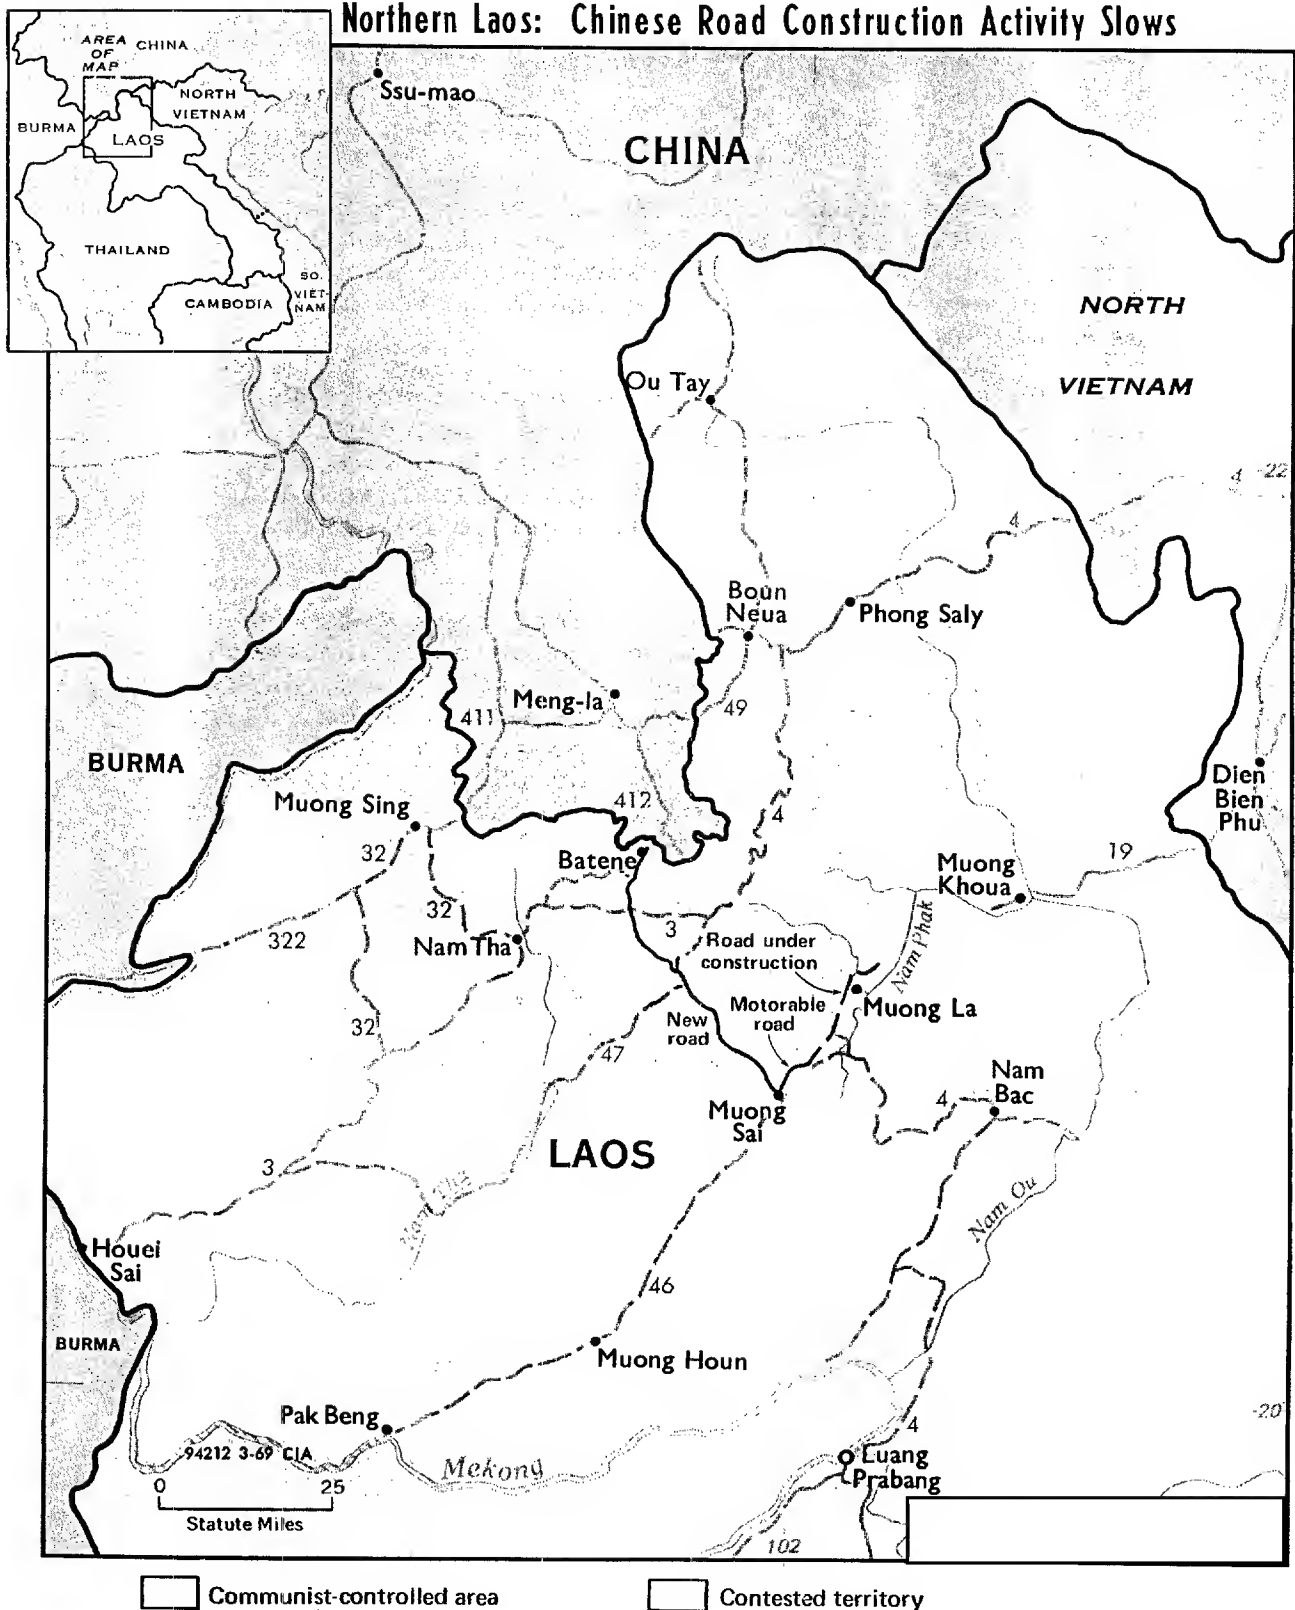 Northern Laos: Chinese Road Construction Activity Slows
AREA
OF
MAP
CHINA
NORTH
VIETNAM
BURMA
LAOS
THAILAND
CAMBODIA
SO.
VIET-
NAM
Ssu-mao
CHINA
NORTH
VIETNAM
Ou Tay
4
-22
4
Boun
Neua
Phong Saly
Meng-la
411
49
BURMA
Dien
Bien
Phu
Muong Sing
412
4
32
Batene
Muong
Khoua
19
32
322
Nam Tha
3
Road under
construction
Nam Phak
Muong La
Motorable
road
New
road
32
47
Nam
Bac
4
Muong
Sai
LAOS
3
Nam Tha
Nam Ou
Houei
Sai
46
BURMA
Muong Houn
Pak Beng
-20
4
94212 3-69 CIA
Mekong
Luang
Prabang
0 25
Statute Miles
102
Communist-controlled area
Contested territory